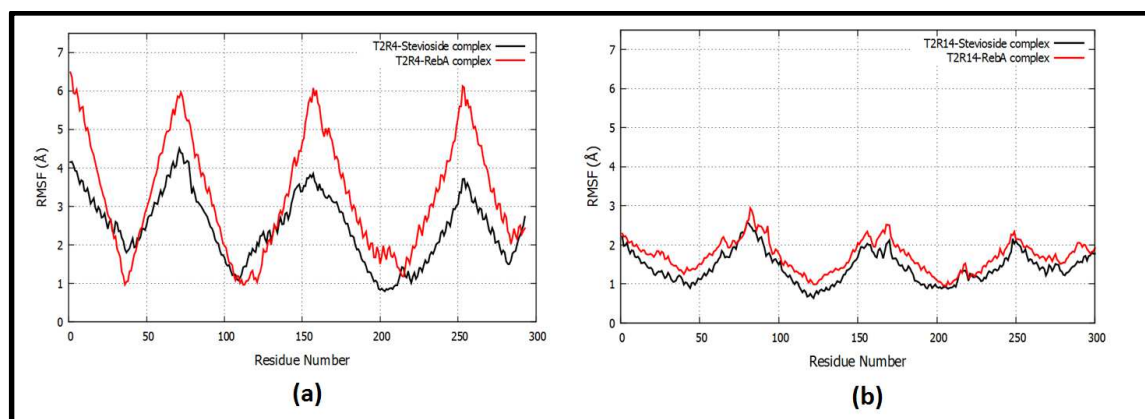 T2R4-Stevioside complex
T2R4-RebA complex
7
6
5
4
3
2
1
0
RMSF (Å)
0 50 100 150 200 250 300
Residue Number
(a)
T2R14-Stevioside complex
T2R14-RebA complex
7
6
5
4
3
2
1
0
RMSF (Å)
0 50 100 150 200 250 300
Residue Number
(b)